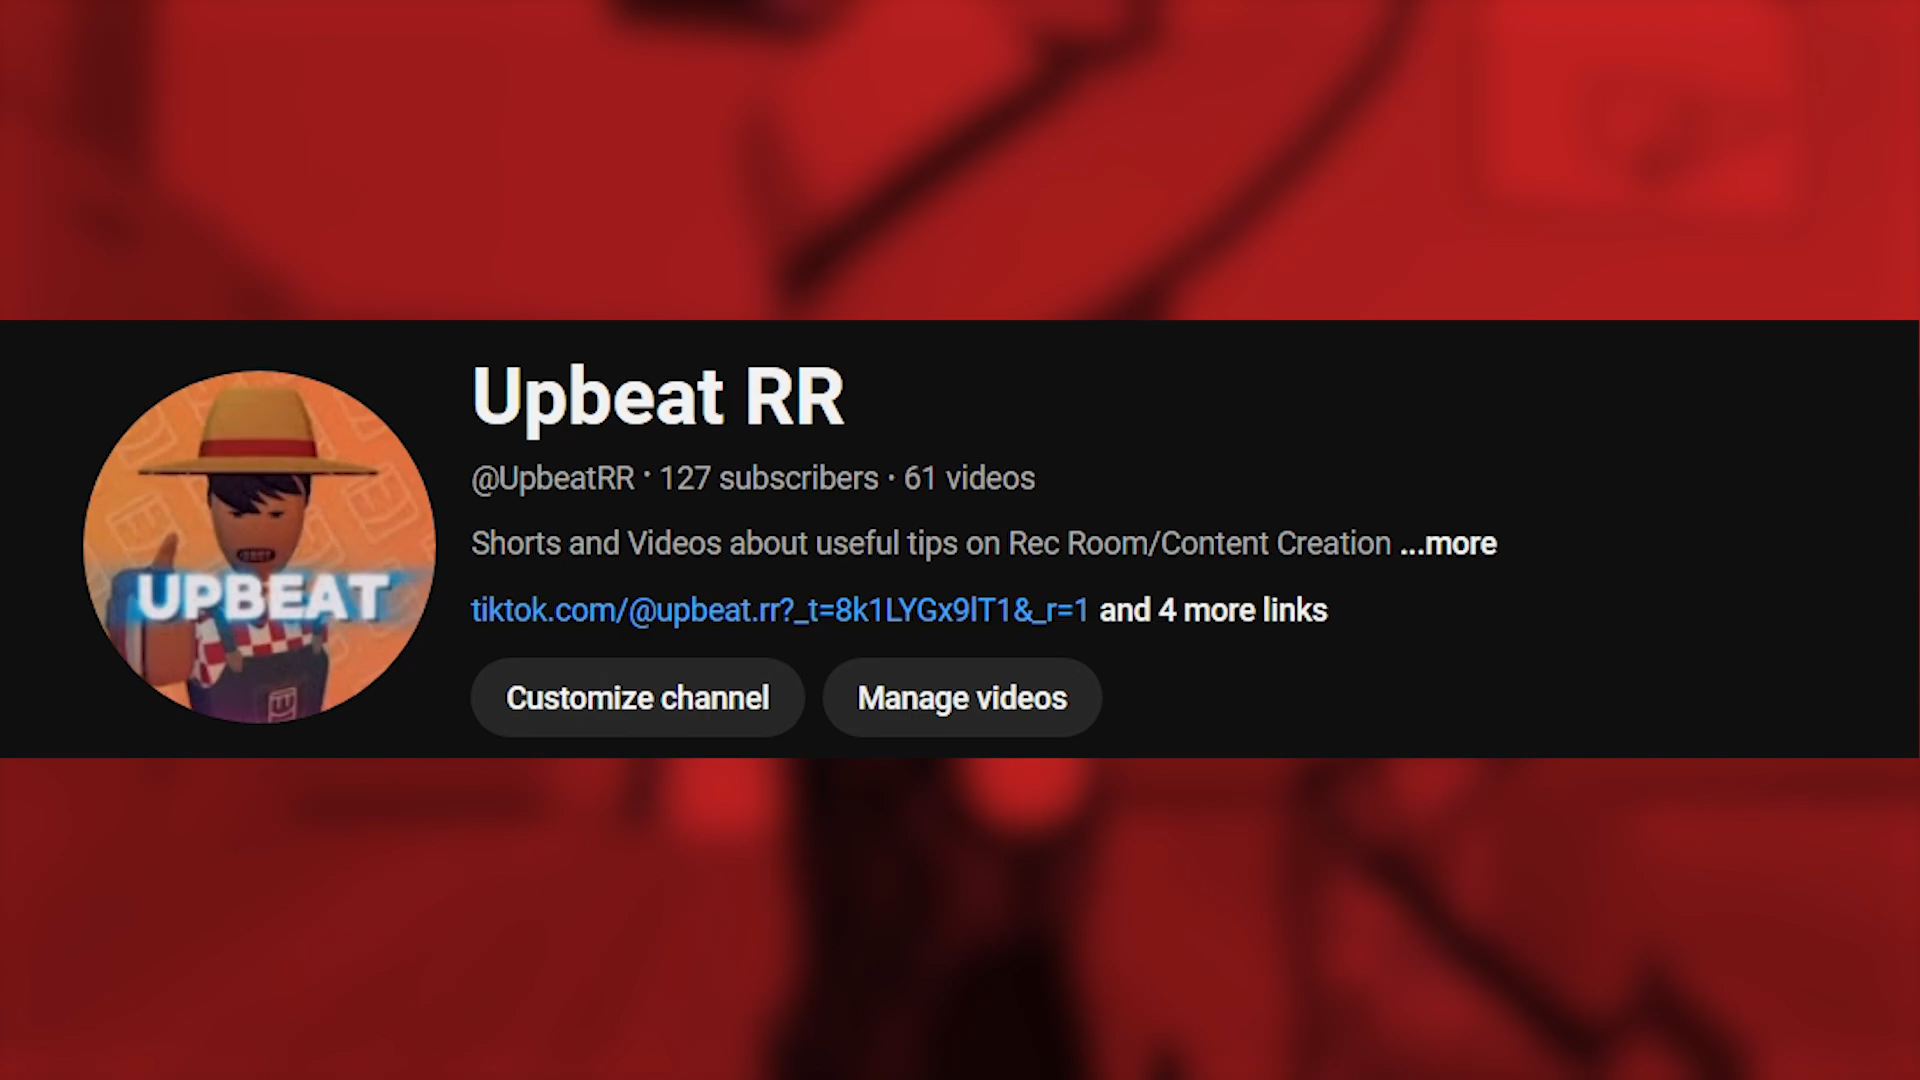 Upbeat RR
@UpbeatRR · 127 subscribers · 61 videos
Shorts and Videos about useful tips on Rec Room/Content Creation ...more
tiktok.com/@upbeat.rr?_t=8k1LYGx9lT1&_r=1 and 4 more links
Customize channel
Manage videos
UPBEAT